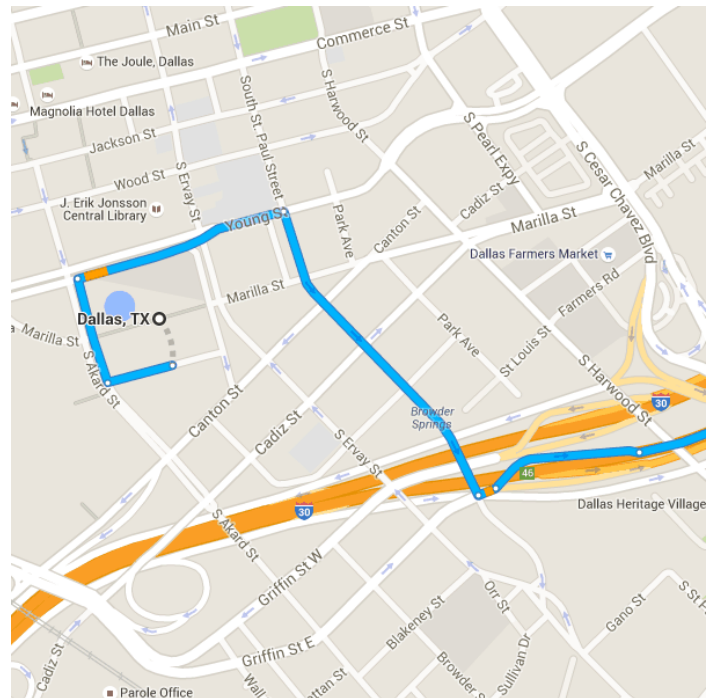 Main St
Commerce St
The Joule, Dallas
Magnolia Hotel Dallas
Jackson St
South St. Paul Street
S Harwood St
S Pearl Expy
S Cesar Chavez Blvd
Wood St
S Ervay St
J. Erik Jonsson
Central Library
Young S
Park Ave
Canton St
Cadiz St
Marilla St
Marilla St
Dallas Farmers Market
Farmers Rd
Marilla St
Dallas, TX
Marilla St
S Akard St
Park Ave
St Louis St
S Harwood St
Canton St
Cadiz St
Browder
Springs
S Ervay St
30
46
30
Dallas Heritage Village
S Akard St
Griffin St W
Griffin St E
Orr St
Blakeney St
Sullivan Dr
Browder S
Gano St
S St P
Cadiz St
Wall
attan St
Parole Office